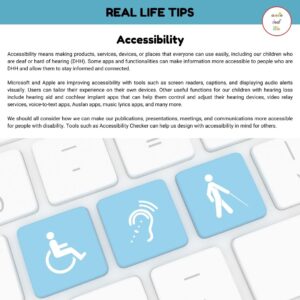 REAL LIFE TIPS
Accessibility
Accessibility means making products, services, devices, or places that everyone can use easily, including our children who
are deaf or hard of hearing (DHH). Some apps and functionalities can make information more accessible to people who are
DHH and allow them to stay informed and connected.
Microsoft and Apple are improving accessibility with tools such as screen readers, captions, and displaying audio alerts
visually. Users can tailor their experience on their own devices. Other useful functions for our children with hearing loss
include hearing aid and cochlear implant apps that can help them control and adjust their hearing devices, video relay
services, voice-to-text apps, Auslan apps, music lyrics apps, and many more.
We should all consider how we can make our publications, presentations, meetings, and communications more accessible
for people with disability. Tools such as Accessibility Checker can help us design with accessibility in mind for others.